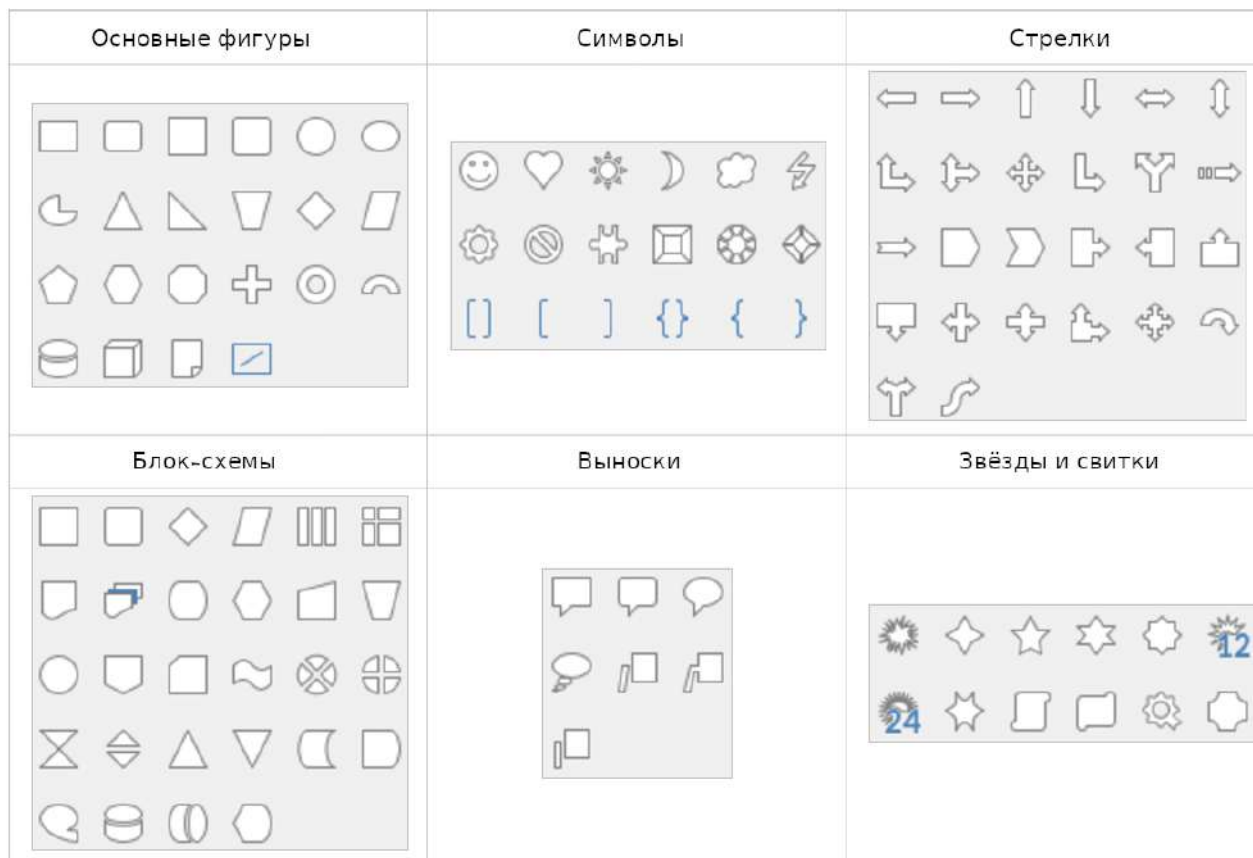 Основные фигуры
Символы
Стрелки
Блок-схемы
Выноски
Звёзды и свитки
12
24